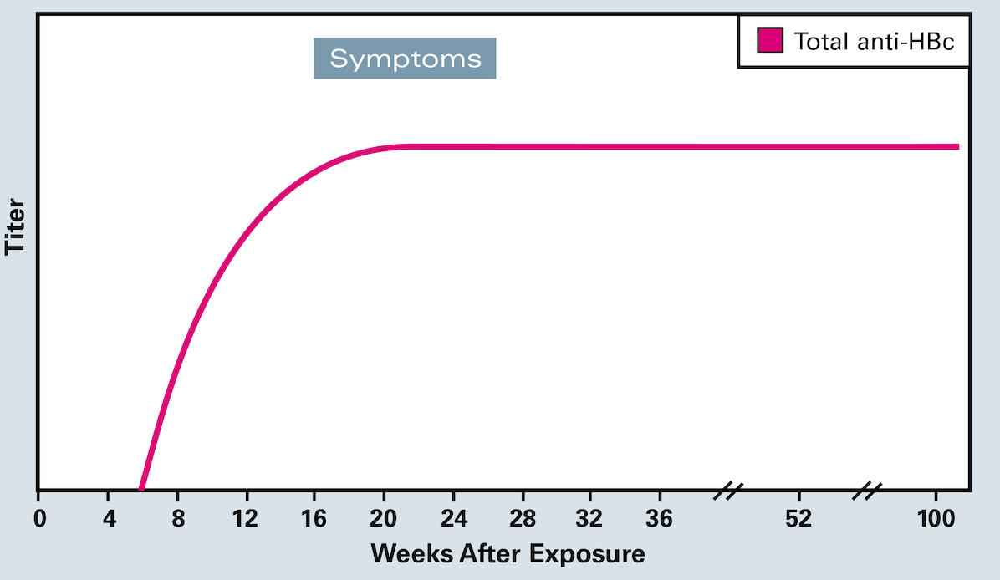 Symptoms
Total anti-HBc
Titer
0 4 8 12 16 20 24 28 32 36 52 100
Weeks After Exposure